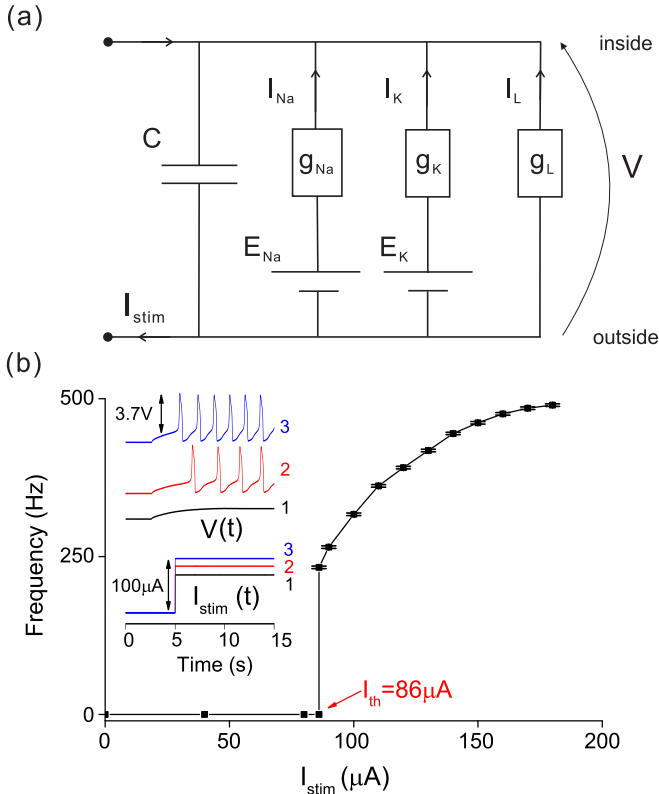 (a)
inside
I_Na I_K I_L
C g_Na g_K g_L V
E_Na E_K
I_stim
outside
(b)
500
3.7V 3
2
1
V(t)
250
3
100μA 2
1
I_stim (t)
0 5 10 15
Time (s)
Frequency (Hz)
I_th=86μA
0
0 50 100 150 200
I_stim (μA)